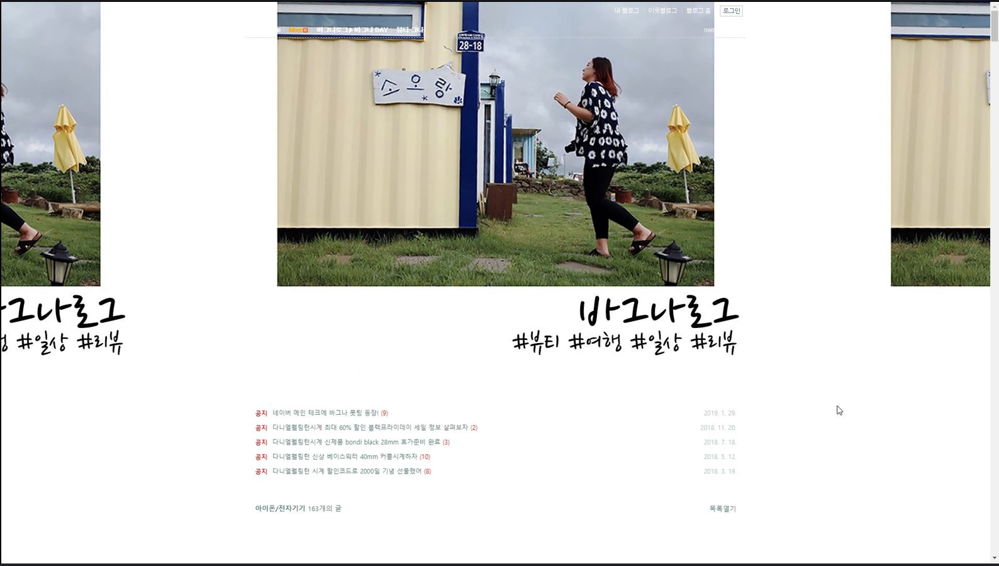 내 블로그 | 이웃블로그 | 블로그 홈 로그인
blog 바그나로그♪ 바그나 DAY 뷰티 그나
mem
28-18
소오랑
바그나로그
#뷰티 #여행 #일상 #리뷰
그나로그
#일상 #리뷰
공지 네이버 메인 테크에 바그나 폿팅 등장! (9) 2019. 1. 29.
공지 다니엘웰링턴시계 최대 60% 할인 블랙프라이데이 세일 정보 살펴보자 (2) 2018. 11. 20.
공지 다니엘웰링턴시계 신제품 bondi black 28mm 휴가준비 완료 (3) 2018. 7. 18.
공지 다니엘웰링턴 신상 베이스워터 40mm 커플시계하자 (10) 2018. 5. 12.
공지 다니엘웰링턴 시계 할인코드로 2000일 기념 선물했어 (8) 2018. 3. 19.
아이폰/전자기기 163개의 글 목록열기